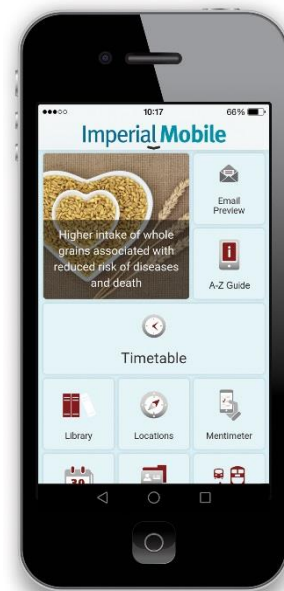 10:17
66%
Imperial Mobile
Higher intake of whole
grains associated with
reduced risk of diseases
and death
Email
Preview
A-Z Guide
Timetable
Library
Locations
Mentimeter
30